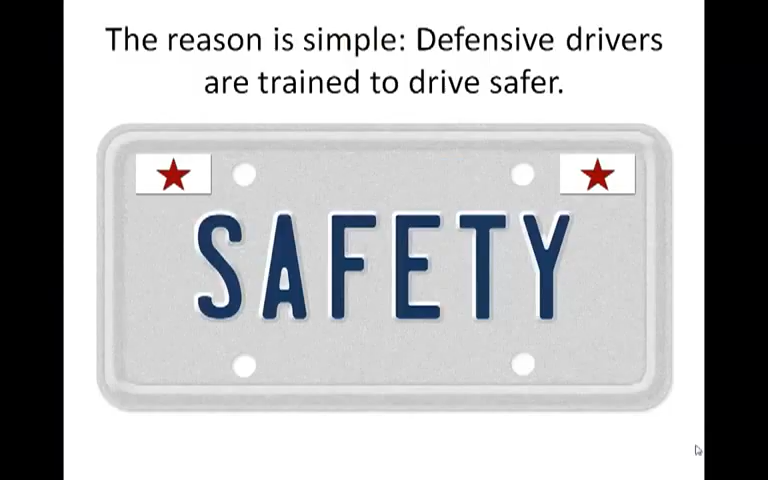 The reason is simple: Defensive drivers
are trained to drive safer.
SAFETY